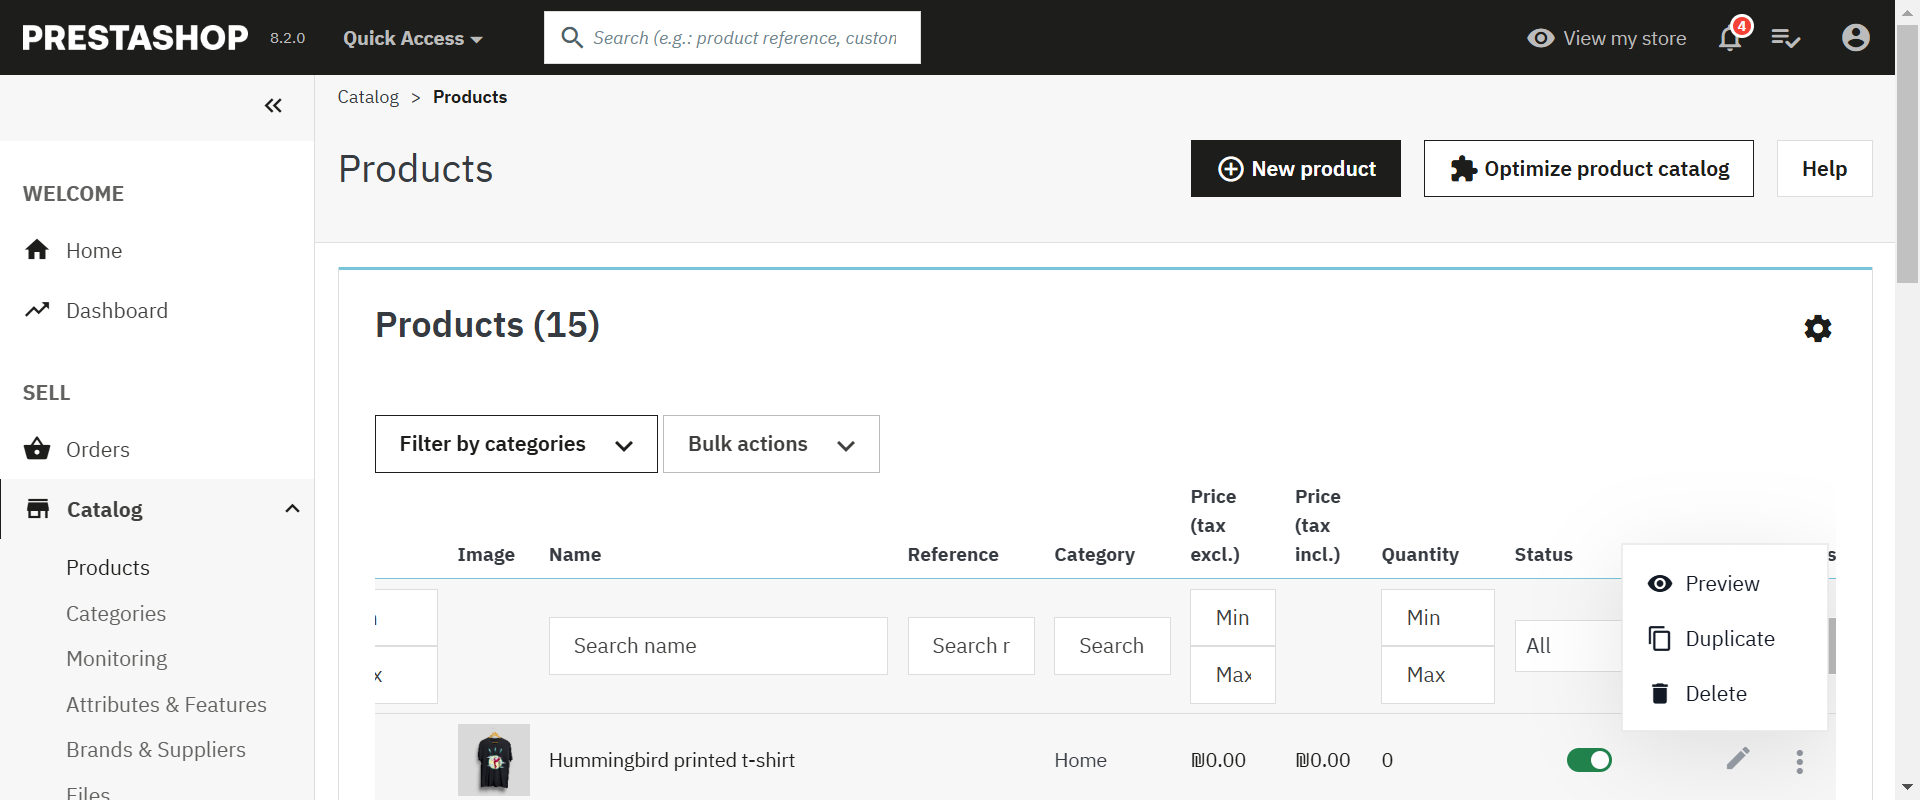 PRESTASHOP 8.2.0 Quick Access Search (e.g.: product reference, custon View my store 4
Catalog > Products
Products
New product Optimize product catalog Help
WELCOME
Home
Dashboard
SELL
Orders
Catalog
Products
Categories
Monitoring
Attributes & Features
Brands & Suppliers
Files
Products (15)
Filter by categories Bulk actions
Image Name Reference Category Price (tax excl.) Price (tax incl.) Quantity Status s
Search name Search r Search Min Max Min Max All
x
Preview
Duplicate
Delete
Hummingbird printed t-shirt Home ₪0.00 ₪0.00 0